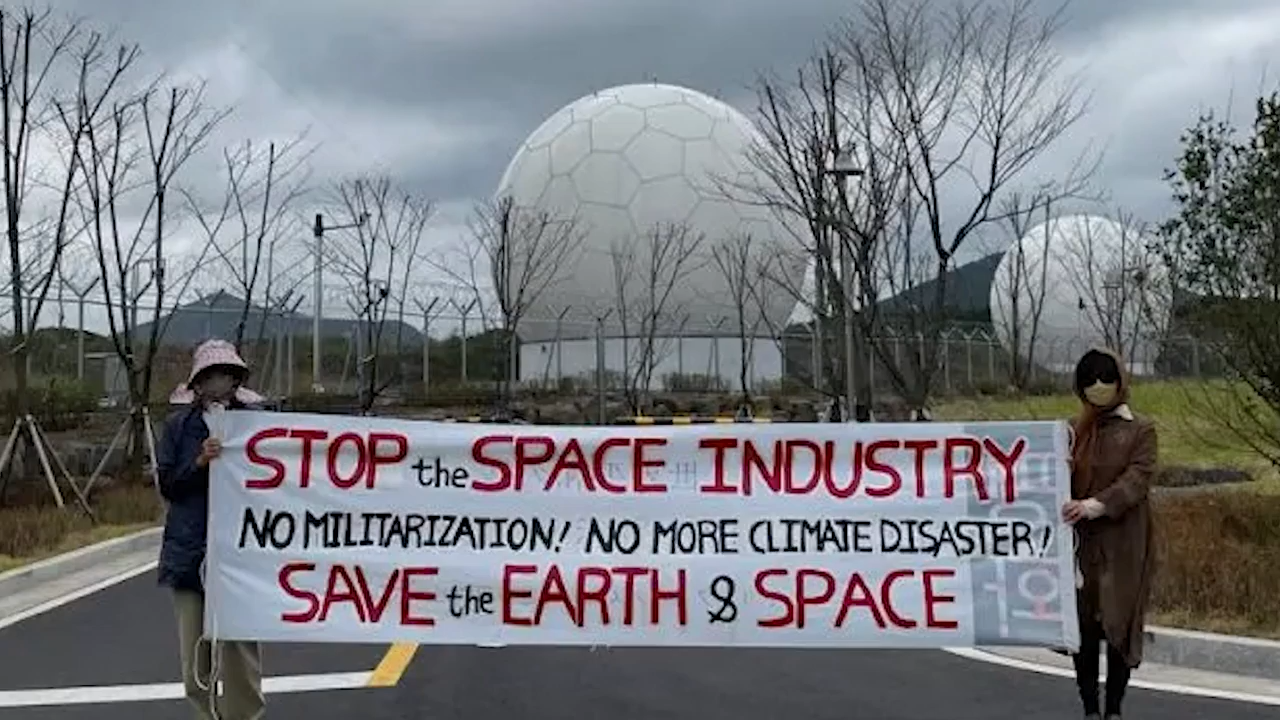 STOP the SPACE INDUSTRY
NO MILITARIZATION! NO MORE CLIMATE DISASTER!
SAVE the EARTH & SPACE